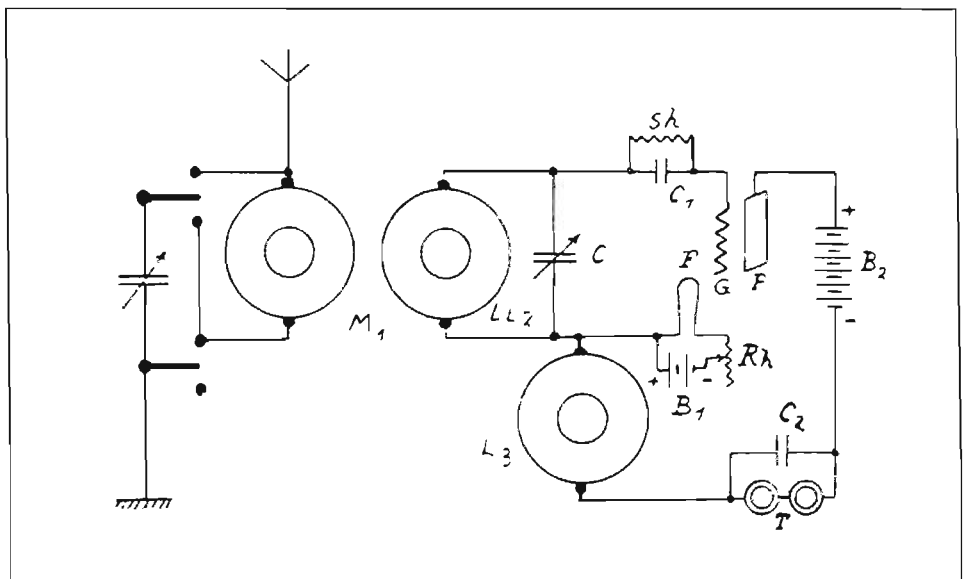 sh
C1
C
F
G
F
+
B2
-
M1
LL2
+
-
B1
Rh
L3
C2
T